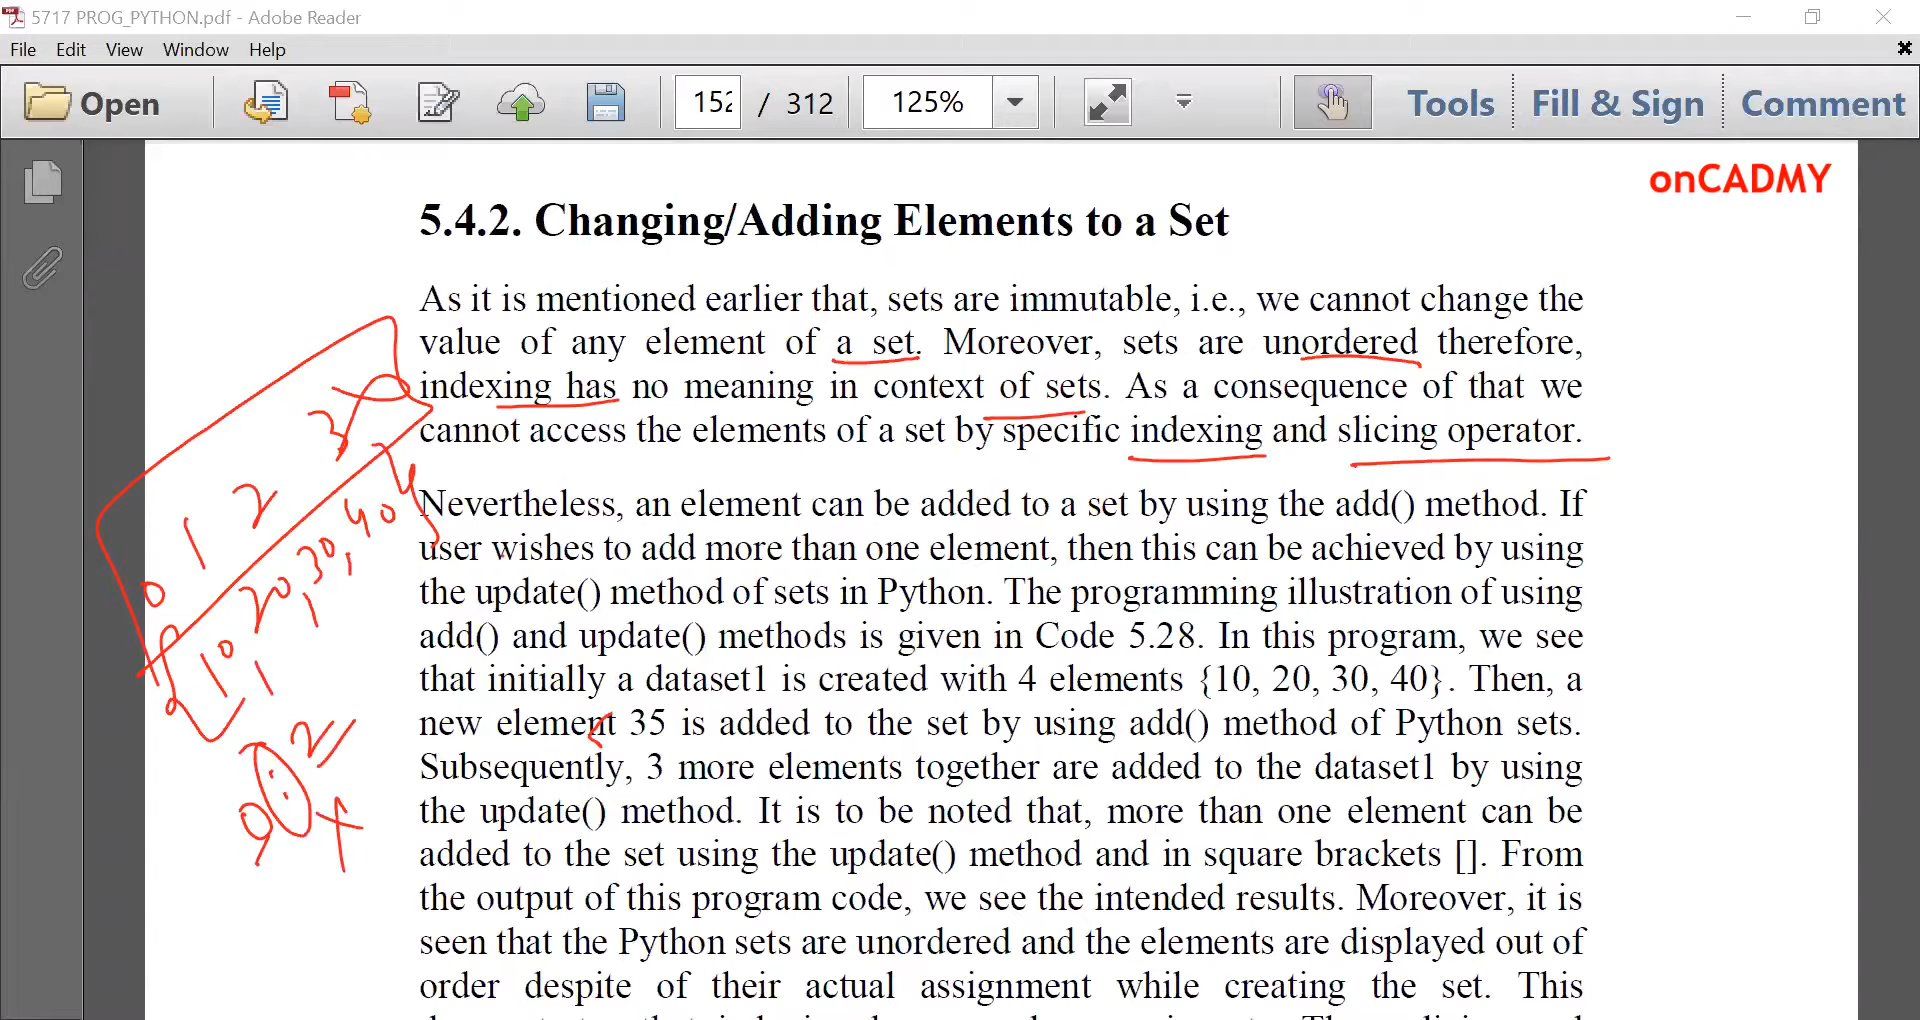 5717 PROG_PYTHON.pdf - Adobe Reader
File Edit View Window Help
Open 152 / 312 125% Tools Fill & Sign Comment
onCADMY
5.4.2. Changing/Adding Elements to a Set
As it is mentioned earlier that, sets are immutable, i.e., we cannot change the
value of any element of a set. Moreover, sets are unordered therefore,
indexing has no meaning in context of sets. As a consequence of that we
cannot access the elements of a set by specific indexing and slicing operator.
Nevertheless, an element can be added to a set by using the add() method. If
user wishes to add more than one element, then this can be achieved by using
the update() method of sets in Python. The programming illustration of using
add() and update() methods is given in Code 5.28. In this program, we see
that initially a dataset1 is created with 4 elements {10, 20, 30, 40}. Then, a
new element 35 is added to the set by using add() method of Python sets.
Subsequently, 3 more elements together are added to the dataset1 by using
the update() method. It is to be noted that, more than one element can be
added to the set using the update() method and in square brackets []. From
the output of this program code, we see the intended results. Moreover, it is
seen that the Python sets are unordered and the elements are displayed out of
order despite of their actual assignment while creating the set. This
0 1 2 3
{10, 20, 30, 40}